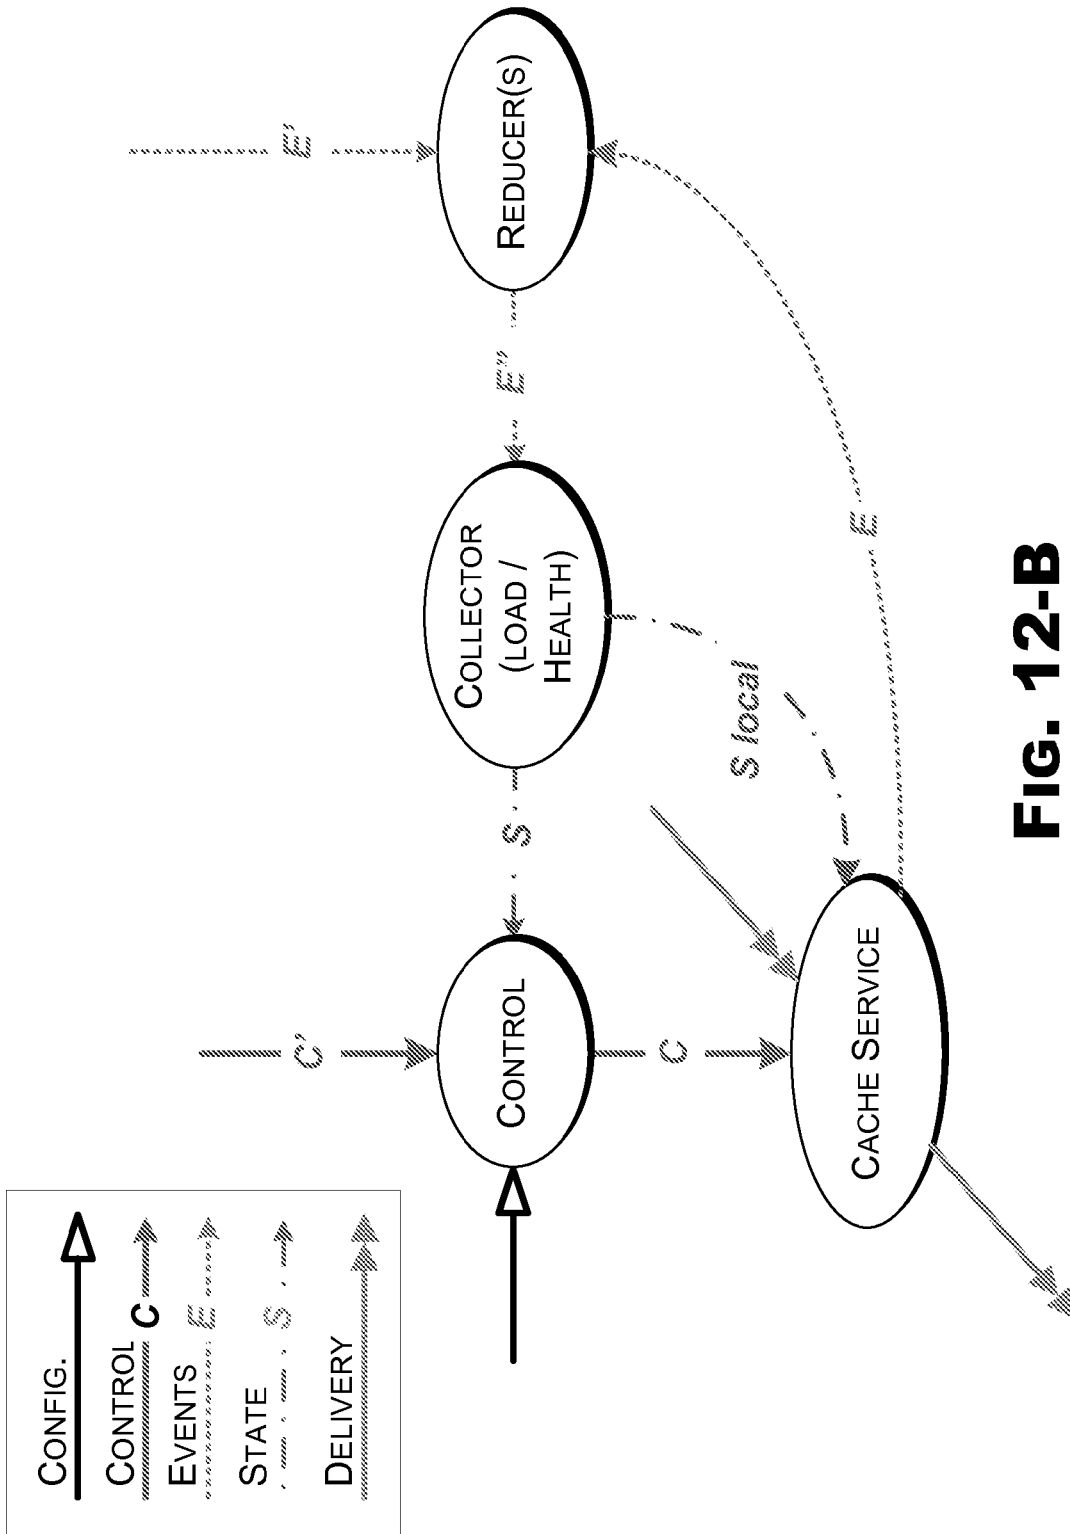 CONFIG.
CONTROL
C
EVENTS
E
STATE
S
DELIVERY
C'
E'
CONTROL
S
COLLECTOR
(LOAD /
HEALTH)
E"
REDUCER(S)
C
S local
CACHE SERVICE
E
FIG. 12-B